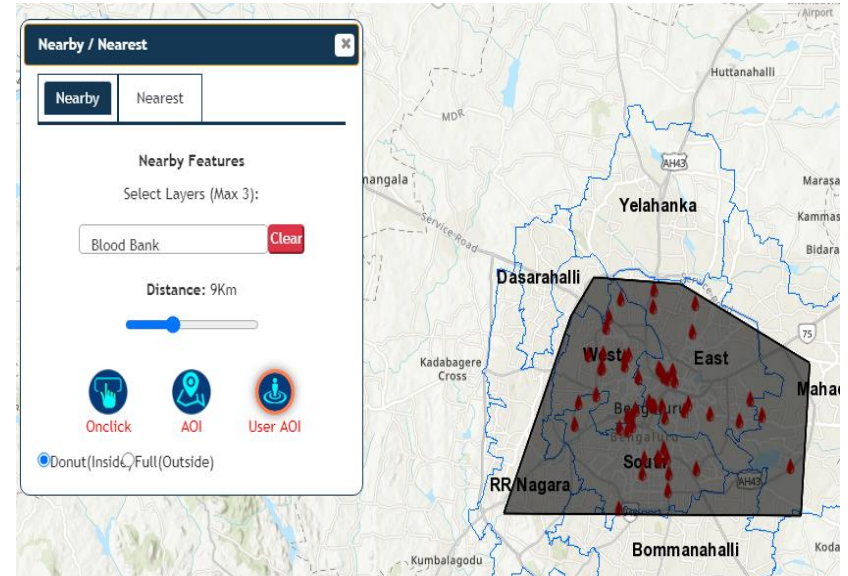 Nearby / Nearest
×
Nearby
Nearest
Nearby Features
Select Layers (Max 3):
Blood Bank
Clear
Distance: 9Km
Onclick
AOI
User AOI
Donut(Inside
Full(Outside)
Airport
Huttanahalli
MDR
AH43
Marasa
Yelahanka
Kammas
Service Road
Bidara
Dasarahalli
Service
75
West
East
Kadabagere
Cross
Mahad
Bengaluru
Bengaluru
South
RR Nagara
AH43
Bommanahalli
Koda
Kumbalagodu